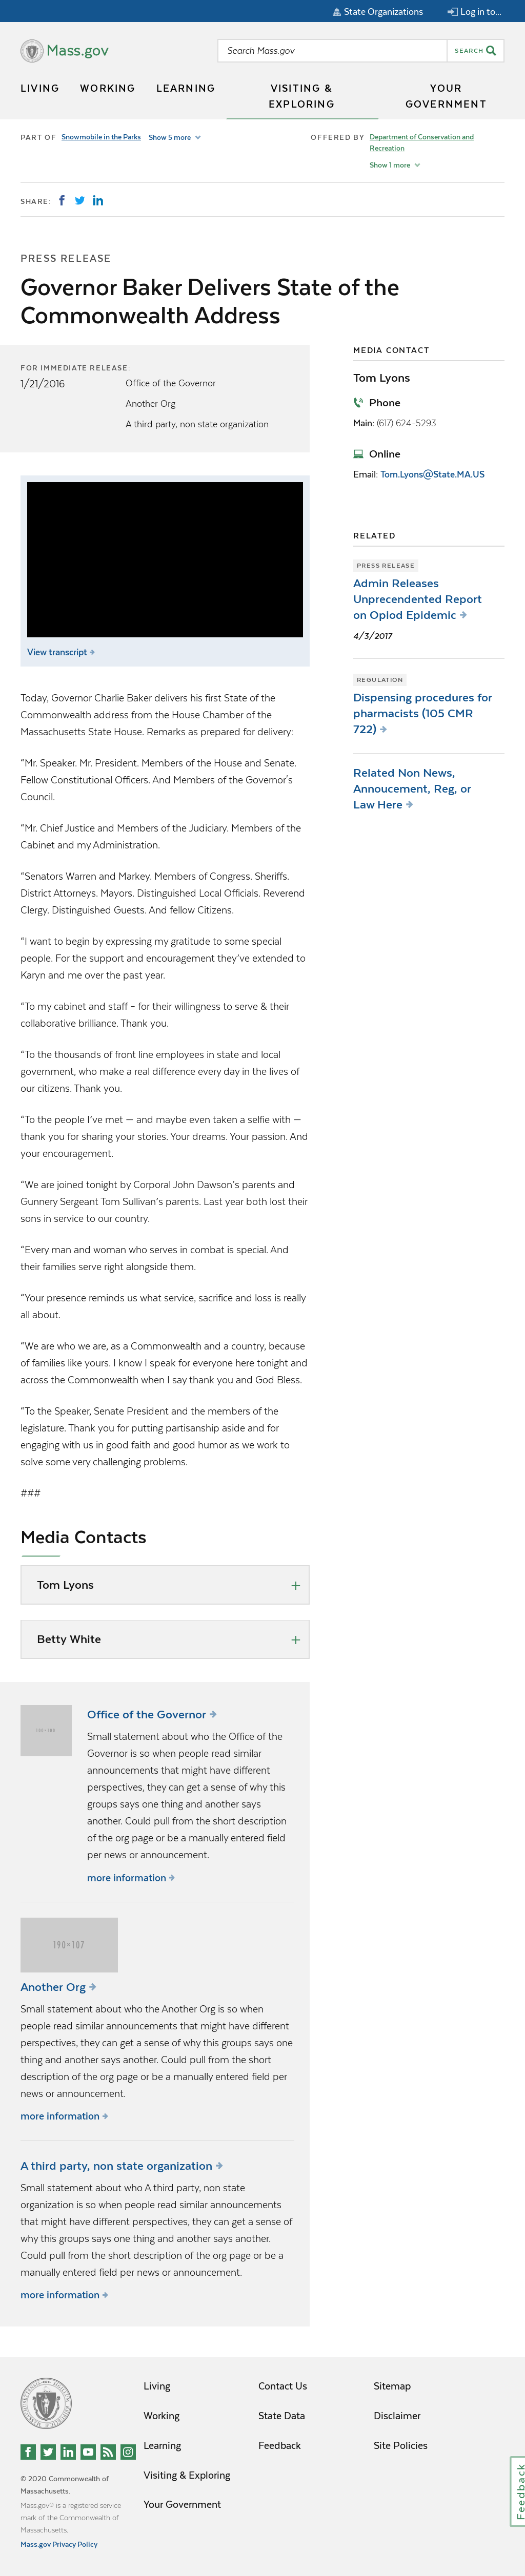 State Organizations
Log in to...
Mass.gov
Search Mass.gov
SEARCH
LIVING
WORKING
LEARNING
VISITING &
EXPLORING
YOUR
GOVERNMENT
PART OF Snowmobile in the Parks Show 5 more
OFFERED BY Department of Conservation and
Recreation
Show 1 more
SHARE:
PRESS RELEASE
Governor Baker Delivers State of the
Commonwealth Address
FOR IMMEDIATE RELEASE:
1/21/2016
Office of the Governor
Another Org
A third party, non state organization
View transcript
Today, Governor Charlie Baker delivers his first State of the
Commonwealth address from the House Chamber of the
Massachusetts State House. Remarks as prepared for delivery:
“Mr. Speaker. Mr. President. Members of the House and Senate.
Fellow Constitutional Officers. And Members of the Governor's
Council.
“Mr. Chief Justice and Members of the Judiciary. Members of the
Cabinet and my Administration.
“Senators Warren and Markey. Members of Congress. Sheriffs.
District Attorneys. Mayors. Distinguished Local Officials. Reverend
Clergy. Distinguished Guests. And fellow Citizens.
“I want to begin by expressing my gratitude to some special
people. For the support and encouragement they’ve extended to
Karyn and me over the past year.
“To my cabinet and staff – for their willingness to serve & their
collaborative brilliance. Thank you.
“To the thousands of front line employees in state and local
government, who make a real difference every day in the lives of
our citizens. Thank you.
“To the people I’ve met — and maybe even taken a selfie with —
thank you for sharing your stories. Your dreams. Your passion. And
your encouragement.
“We are joined tonight by Corporal John Dawson’s parents and
Gunnery Sergeant Tom Sullivan’s parents. Last year both lost their
sons in service to our country.
“Every man and woman who serves in combat is special. And
their families serve right alongside them.
“Your presence reminds us what service, sacrifice and loss is really
all about.
“We are who we are, as a Commonwealth and a country, because
of families like yours. I know I speak for everyone here tonight and
across the Commonwealth when I say thank you and God Bless.
“To the Speaker, Senate President and the members of the
legislature. Thank you for putting partisanship aside and for
engaging with us in good faith and good humor as we work to
solve some very challenging problems.
###
Media Contacts
Tom Lyons
Betty White
100×100
Office of the Governor
Small statement about who the Office of the
Governor is so when people read similar
announcements that might have different
perspectives, they can get a sense of why this
groups says one thing and another says
another. Could pull from the short description
of the org page or be a manually entered field
per news or announcement.
more information
190×107
Another Org
Small statement about who the Another Org is so when
people read similar announcements that might have different
perspectives, they can get a sense of why this groups says one
thing and another says another. Could pull from the short
description of the org page or be a manually entered field per
news or announcement.
more information
A third party, non state organization
Small statement about who A third party, non state
organization is so when people read similar announcements
that might have different perspectives, they can get a sense of
why this groups says one thing and another says another.
Could pull from the short description of the org page or be a
manually entered field per news or announcement.
more information
MEDIA CONTACT
Tom Lyons
Phone
Main: (617) 624-5293
Online
Email: Tom.Lyons@State.MA.US
RELATED
PRESS RELEASE
Admin Releases
Unprecendented Report
on Opiod Epidemic
4/3/2017
REGULATION
Dispensing procedures for
pharmacists (105 CMR
722)
Related Non News,
Annoucement, Reg, or
Law Here
Living
Working
Learning
Visiting & Exploring
Your Government
Contact Us
State Data
Feedback
Sitemap
Disclaimer
Site Policies
© 2020 Commonwealth of
Massachusetts.
Mass.gov® is a registered service
mark of the Commonwealth of
Massachusetts.
Mass.gov Privacy Policy
Feedback